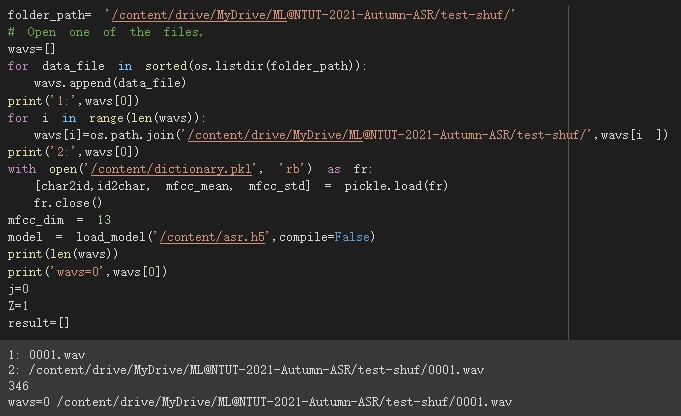 folder_path= '/content/drive/MyDrive/ML@NTUT-2021-Autumn-ASR/test-shuf/'
# Open one of the files,
wavs=[]
for data_file in sorted(os.listdir(folder_path)):
    wavs.append(data_file)
print('1:',wavs[0])
for i in range(len(wavs)):
    wavs[i]=os.path.join('/content/drive/MyDrive/ML@NTUT-2021-Autumn-ASR/test-shuf/',wavs[i ])
print('2:',wavs[0])
with open('/content/dictionary.pkl', 'rb') as fr:
    [char2id,id2char, mfcc_mean, mfcc_std] = pickle.load(fr)
    fr.close()
mfcc_dim = 13
model = load_model('/content/asr.h5',compile=False)
print(len(wavs))
print('wavs=0',wavs[0])
j=0
Z=1
result=[]
1: 0001.wav
2: /content/drive/MyDrive/ML@NTUT-2021-Autumn-ASR/test-shuf/0001.wav
346
wavs=0 /content/drive/MyDrive/ML@NTUT-2021-Autumn-ASR/test-shuf/0001.wav